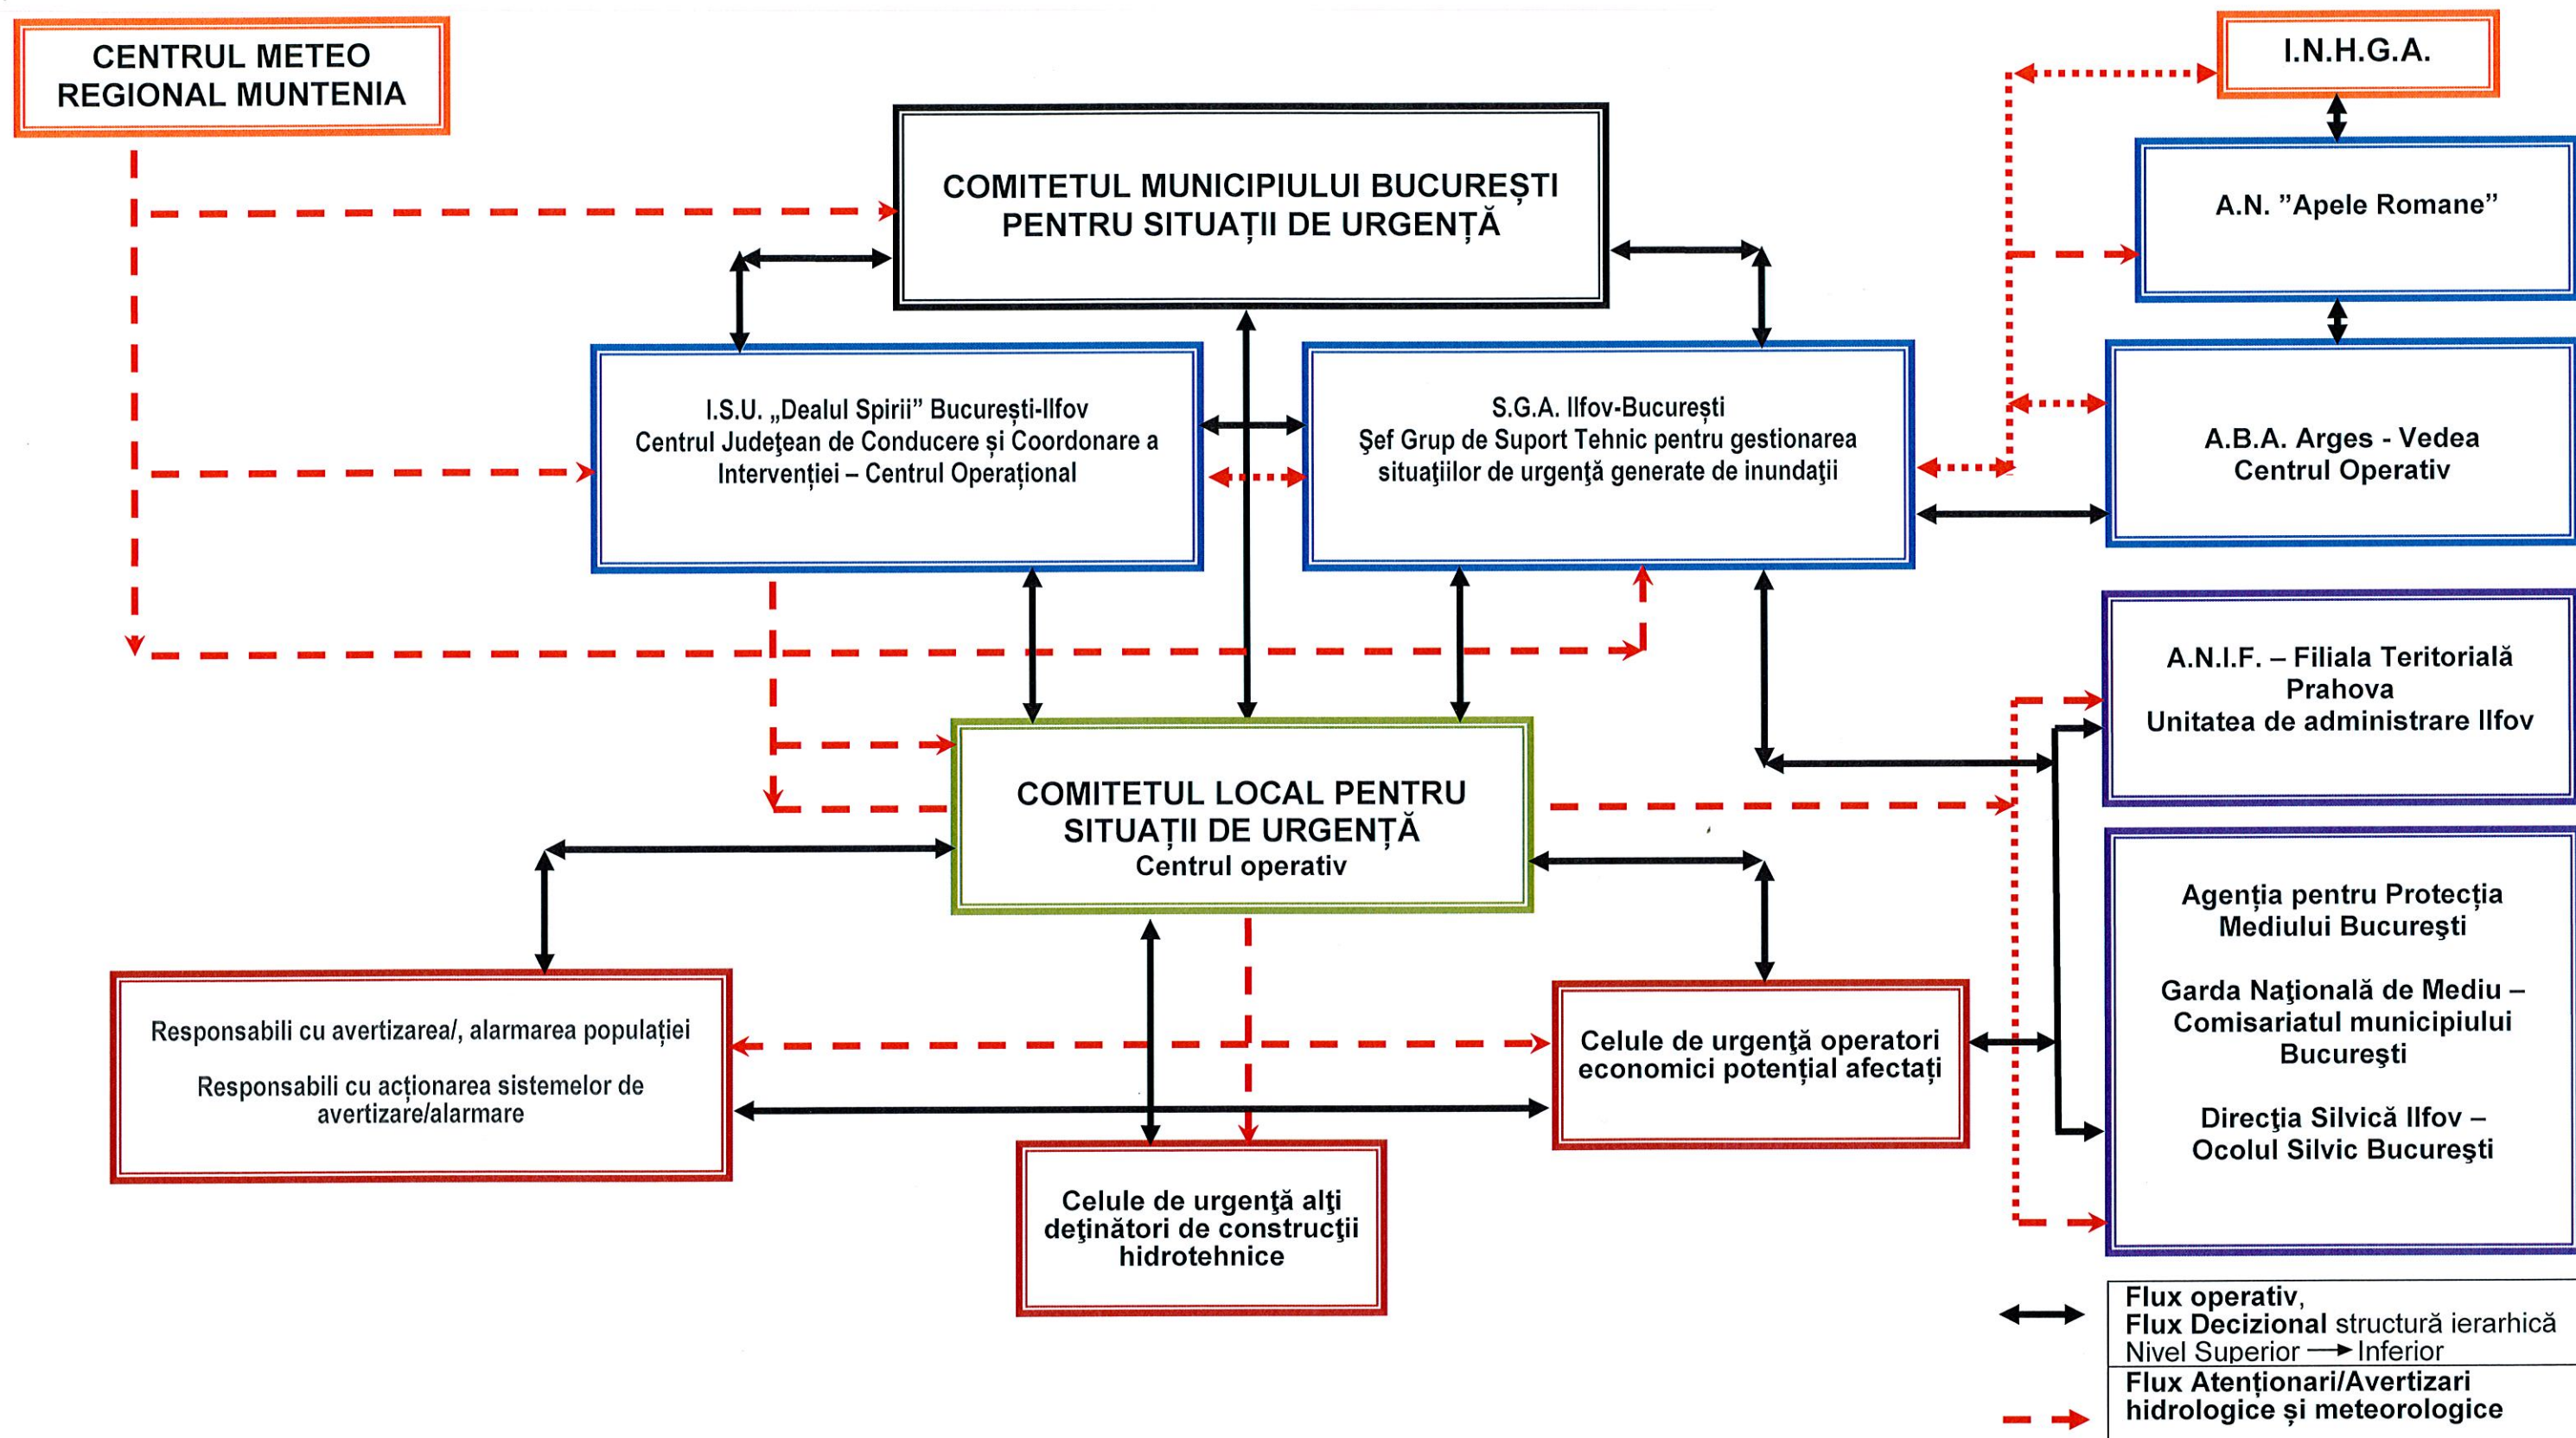 CENTRUL METEO
REGIONAL MUNTENIA
I.N.H.G.A.
COMITETUL MUNICIPIULUI BUCUREȘTI
PENTRU SITUAȚII DE URGENȚĂ
A.N. ”Apele Romane”
I.S.U. „Dealul Spirii” București-Ilfov
Centrul Judeţean de Conducere și Coordonare a
Intervenției – Centrul Operațional
S.G.A. Ilfov-București
Şef Grup de Suport Tehnic pentru gestionarea
situaţiilor de urgenţă generate de inundaţii
A.B.A. Arges - Vedea
Centrul Operativ
A.N.I.F. – Filiala Teritorială
Prahova
Unitatea de administrare Ilfov
COMITETUL LOCAL PENTRU
SITUAȚII DE URGENȚĂ
Centrul operativ
Agenția pentru Protecția
Mediului Bucureşti
Garda Naţională de Mediu –
Comisariatul municipiului
Bucureşti
Direcţia Silvică Ilfov –
Ocolul Silvic Bucureşti
Responsabili cu avertizarea/, alarmarea populației
Responsabili cu acționarea sistemelor de
avertizare/alarmare
Celule de urgenţă operatori
economici potențial afectați
Celule de urgenţă alţi
deţinători de construcţii
hidrotehnice
Flux operativ,
Flux Decizional structură ierarhică
Nivel Superior → Inferior
Flux Atenționari/Avertizari
hidrologice și meteorologice